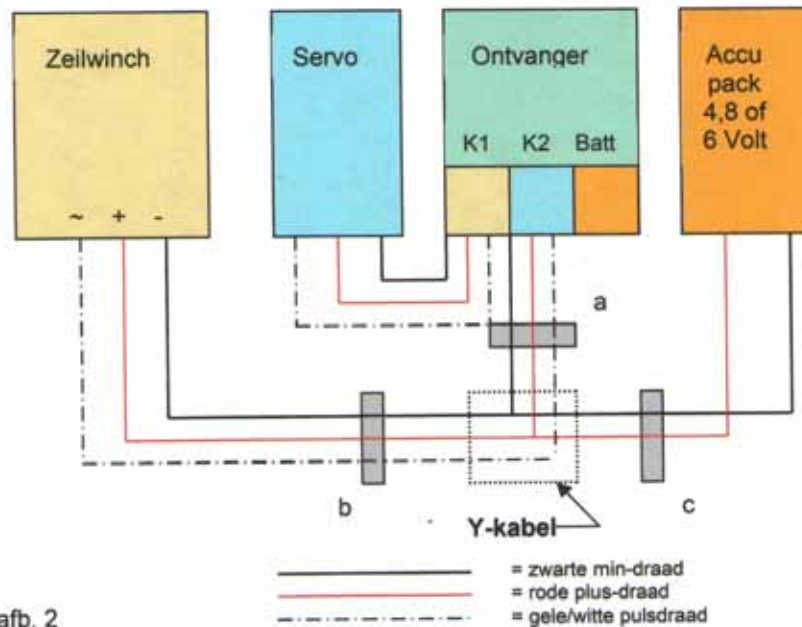 Zeilwinch
Servo
Ontvanger
Accu
pack
4,8 of
6 Volt
K1 K2 Batt
~ + -
a
b
c
Y-kabel
= zwarte min-draad
= rode plus-draad
= gele/witte pulsdraad
afb. 2